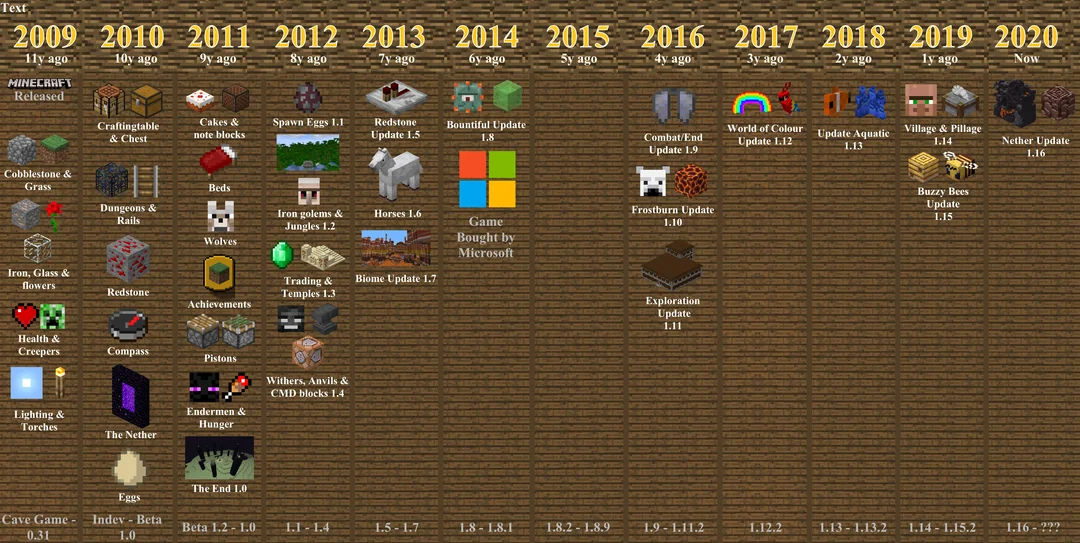 Text
2009
11y ago
MINECRAFT
Released
Cobblestone &
Grass
Iron, Glass &
flowers
Health &
Creepers
Lighting &
Torches
Cave Game -
0.31
2010
10y ago
Craftingtable
& Chest
Dungeons &
Rails
Redstone
Compass
The Nether
Eggs
Indev - Beta
1.0
2011
9y ago
Cakes &
note blocks
Beds
Wolves
Achievements
Pistons
Endermen &
Hunger
The End 1.0
Beta 1.2 - 1.0
2012
8y ago
Spawn Eggs 1.1
Iron golems &
Jungles 1.2
Trading &
Temples 1.3
Withers, Anvils &
CMD blocks 1.4
1.1 - 1.4
2013
7y ago
Redstone
Update 1.5
Horses 1.6
Biome Update 1.7
1.5 - 1.7
2014
6y ago
Bountiful Update
1.8
Game
Bought by
Microsoft
1.8 - 1.8.1
2015
5y ago
1.8.2 - 1.8.9
2016
4y ago
Combat/End
Update 1.9
Frostburn Update
1.10
Exploration
Update
1.11
1.9 - 1.11.2
2017
3y ago
World of Colour
Update 1.12
1.12.2
2018
2y ago
Update Aquatic
1.13
1.13 - 1.13.2
2019
1y ago
Village & Pillage
1.14
Buzzy Bees
Update
1.15
1.14 - 1.15.2
2020
Now
Nether Update
1.16
1.16 - ???